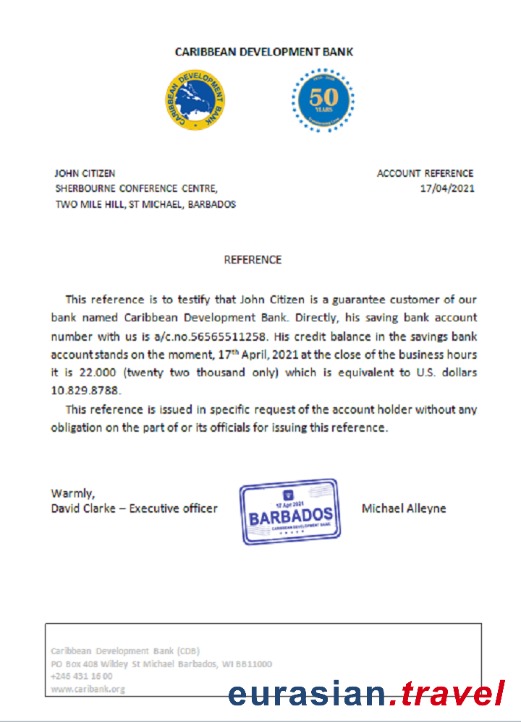 CARIBBEAN DEVELOPMENT BANK
CARIBBEAN DEVELOPMENT BANK
50
YEARS
JOHN CITIZEN
ACCOUNT REFERENCE
SHERBOURNE CONFERENCE CENTRE,
17/04/2021
TWO MILE HILL, ST MICHAEL, BARBADOS
REFERENCE
This reference is to testify that John Citizen is a guarantee customer of our
bank named Caribbean Development Bank. Directly, his saving bank account
number with us is a/c.no.56565511258. His credit balance in the savings bank
account stands on the moment, 17th April, 2021 at the close of the business hours
it is 22.000 (twenty two thousand only) which is equivalent to U.S. dollars
10.829.8788.
This reference is issued in specific request of the account holder without any
obligation on the part of or its officials for issuing this reference.
Warmly,
David Clarke – Executive officer
17 Apr 2021
BARBADOS
CARIBBEAN DEVELOPMENT BANK
Michael Alleyne
Caribbean Development Bank (CDB)
PO Box 408 Wildey St Michael Barbados, WI BB11000
+246 431 16 00
www.caribank.org
eurasian.travel